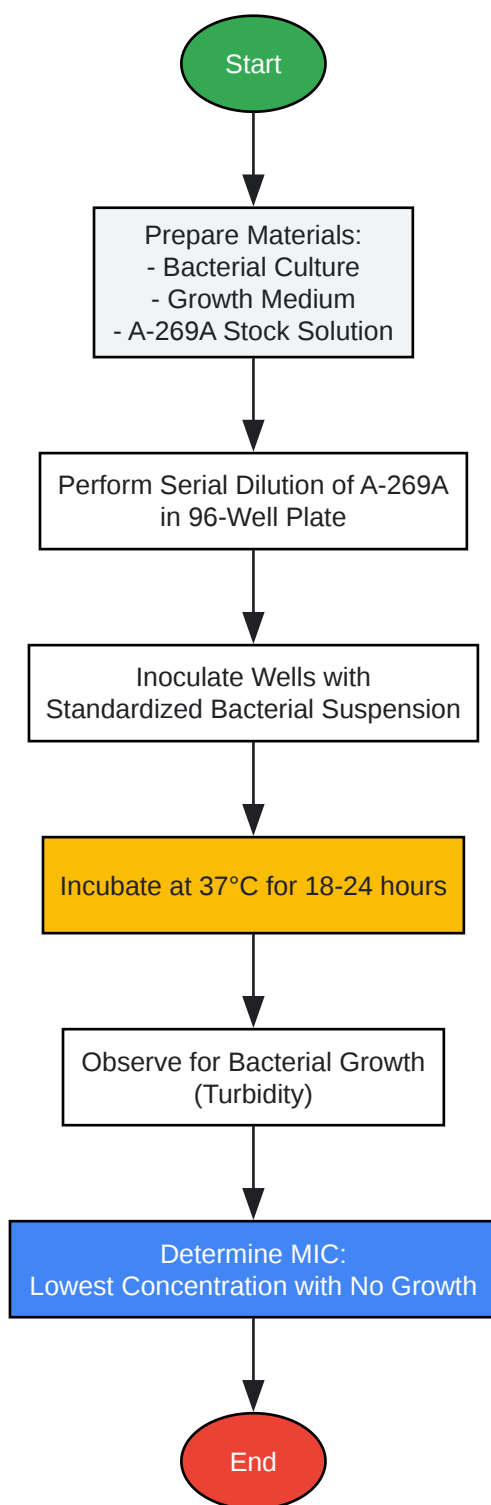 Start
Prepare Materials:
- Bacterial Culture
- Growth Medium
- A-269A Stock Solution
Perform Serial Dilution of A-269A
in 96-Well Plate
Inoculate Wells with
Standardized Bacterial Suspension
Incubate at 37°C for 18-24 hours
Observe for Bacterial Growth
(Turbidity)
Determine MIC:
Lowest Concentration with No Growth
End